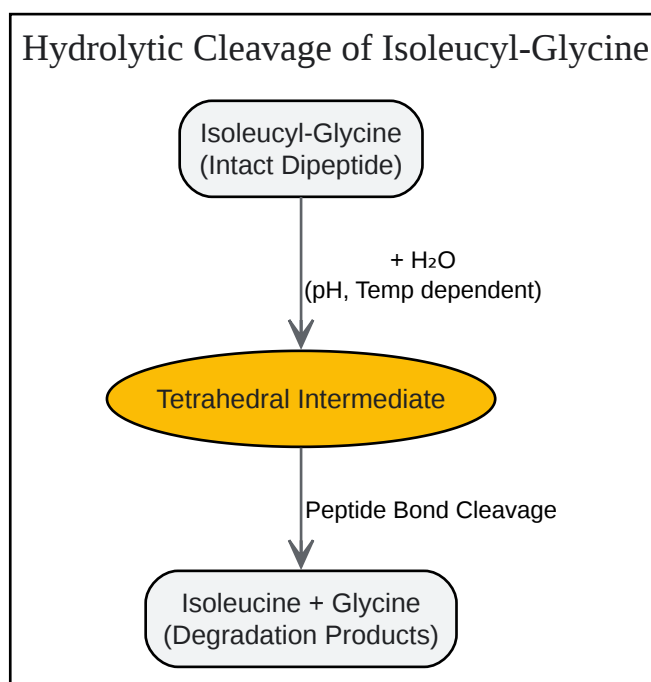 Hydrolytic Cleavage of Isoleucyl-Glycine
Isoleucyl-Glycine
(Intact Dipeptide)
+ H₂O
(pH, Temp dependent)
Tetrahedral Intermediate
Peptide Bond Cleavage
Isoleucine + Glycine
(Degradation Products)